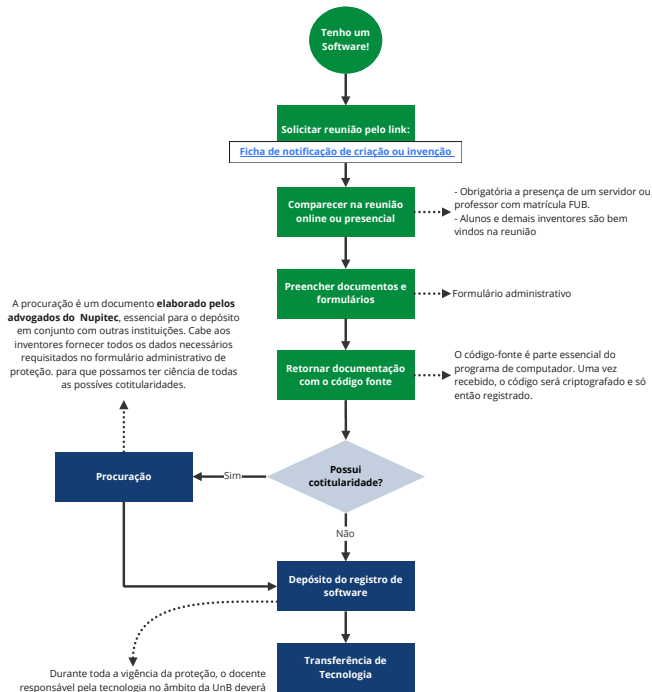 Tenho um
Software!
Solicitar reunião pelo link:
Ficha de notificação de criação ou invenção
Comparecer na reunião
online ou presencial
- Obrigatória a presença de um servidor ou
professor com matrícula FUB.
- Alunos e demais inventores são bem
vindos na reunião
Preencher documentos e
formulários
Formulário administrativo
A procuração é um documento elaborado pelos
advogados do Nupitec, essencial para o depósito
em conjunto com outras instituições. Cabe aos
inventores fornecer todos os dados necessários
requisitados no formulário administrativo de
proteção. para que possamos ter ciência de todas
as possíves cotitularidades.
Retornar documentação
com o código fonte
O código-fonte é parte essencial do
programa de computador. Uma vez
recebido, o código será criptografado e só
então registrado.
Possui
cotitularidade?
Sim
Procuração
Não
Depósito do registro de
software
Transferência de
Tecnologia
Durante toda a vigência da proteção, o docente
responsável pela tecnologia no âmbito da UnB deverá